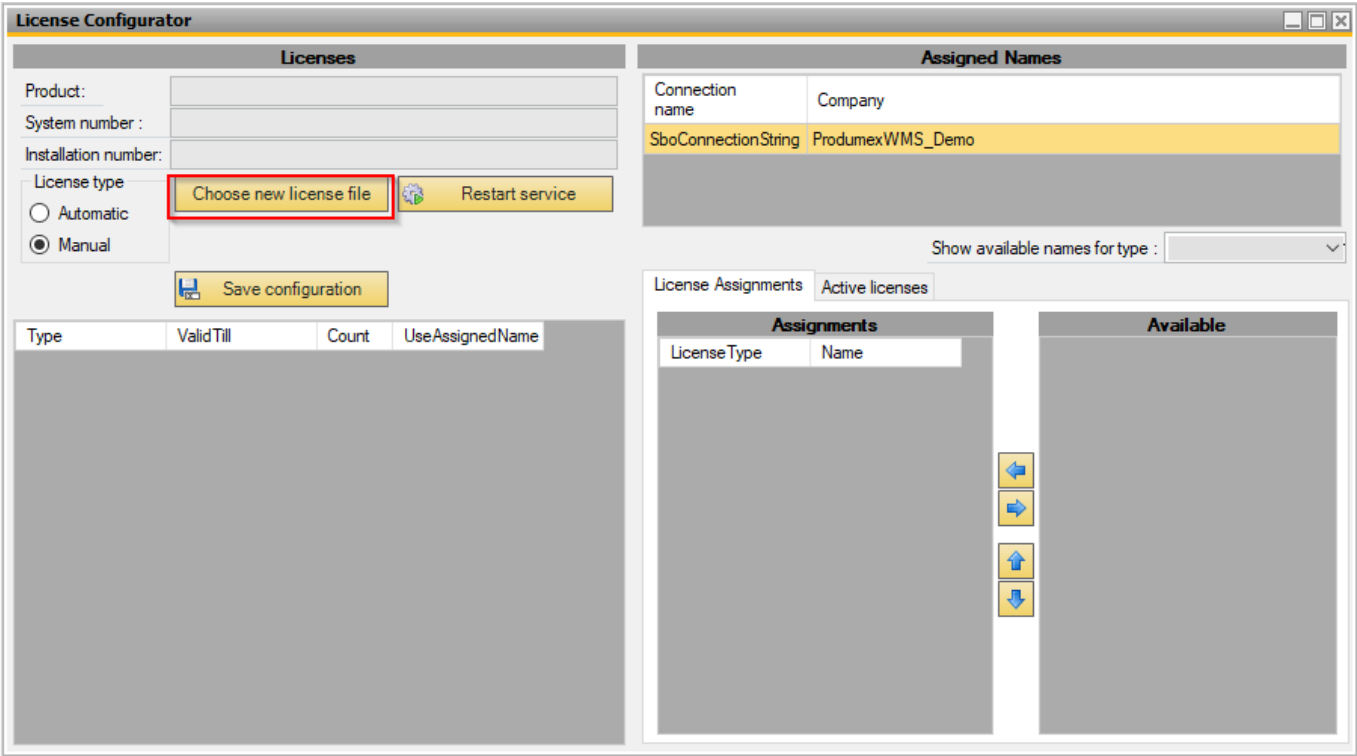 License Configurator
Licenses
Product:
System number :
Installation number:
License type
Automatic
Manual
Choose new license file
Restart service
Save configuration
Type ValidTill Count UseAssignedName
Assigned Names
Connection name Company
SboConnectionString ProdumexWMS_Demo
Show available names for type :
License Assignments Active licenses
Assignments
LicenseType Name
Available